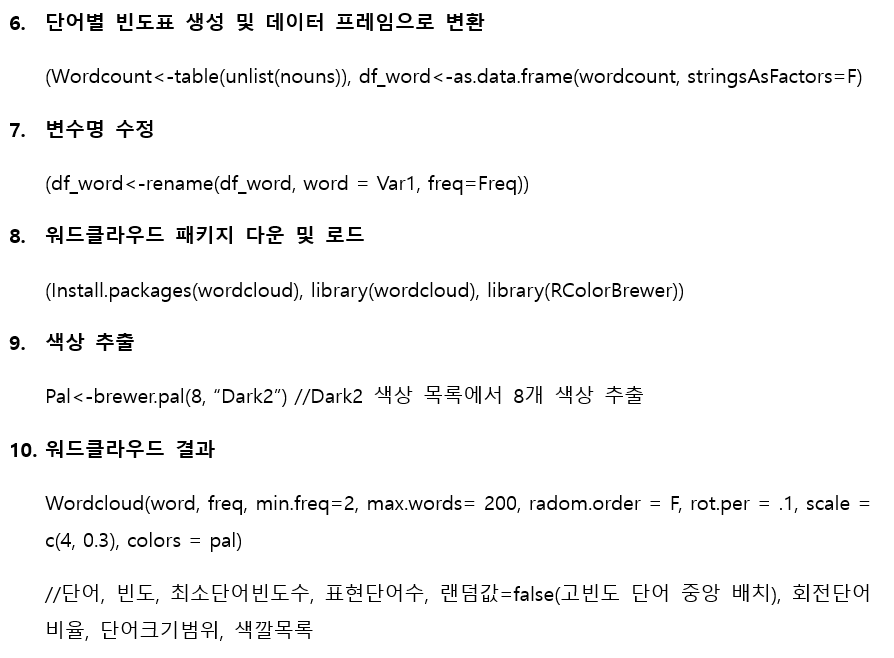 6. 단어별 빈도표 생성 및 데이터 프레임으로 변환
(Wordcount<-table(unlist(nouns)), df_word<-as.data.frame(wordcount, stringsAsFactors=F)
7. 변수명 수정
(df_word<-rename(df_word, word = Var1, freq=Freq))
8. 워드클라우드 패키지 다운 및 로드
(Install.packages(wordcloud), library(wordcloud), library(RColorBrewer))
9. 색상 추출
Pal<-brewer.pal(8, “Dark2”) //Dark2 색상 목록에서 8개 색상 추출
10. 워드클라우드 결과
Wordcloud(word, freq, min.freq=2, max.words= 200, radom.order = F, rot.per = .1, scale =
c(4, 0.3), colors = pal)
//단어, 빈도, 최소단어빈도수, 표현단어수, 랜덤값=false(고빈도 단어 중앙 배치), 회전단어
비율, 단어크기범위, 색깔목록